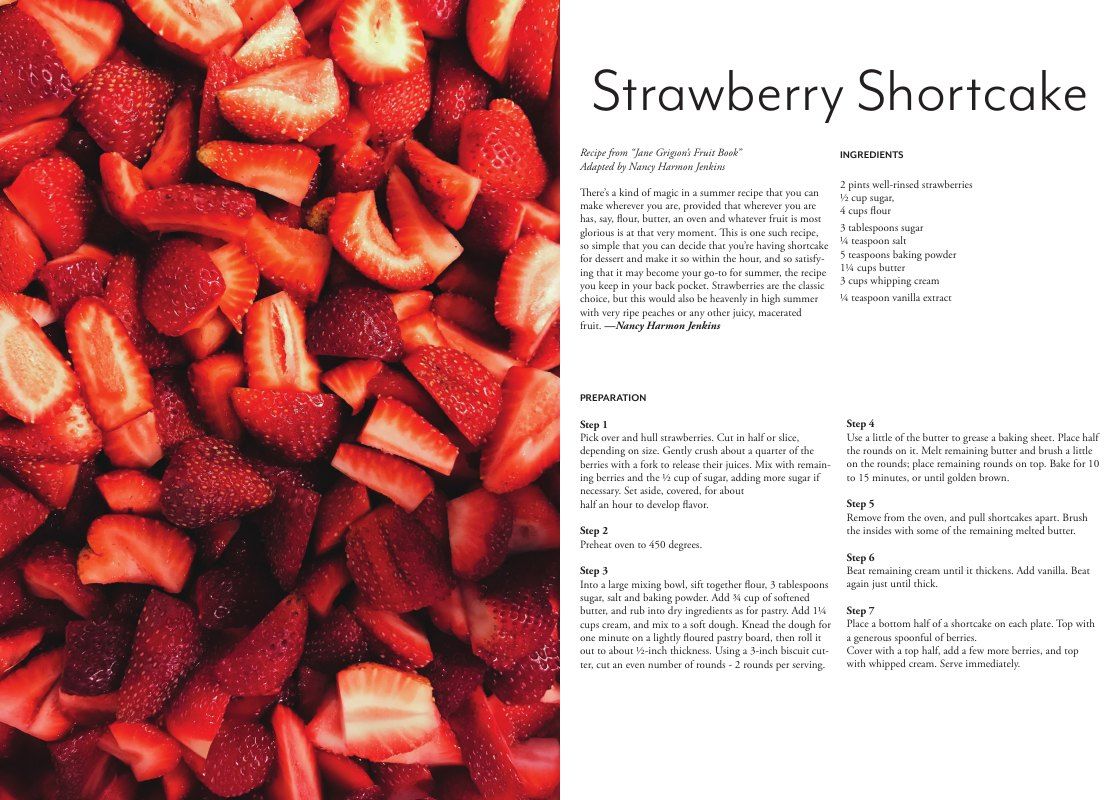 Strawberry Shortcake
Recipe from "Jane Grigson's Fruit Book"
Adapted by Nancy Harmon Jenkins
There's a kind of magic in a summer recipe that you can
make wherever you are, provided that wherever you are
has, say, flour, butter, an oven and whatever fruit is most
glorious is at that very moment. This is one such recipe,
so simple that you can decide that you're having shortcake
for dessert and make it so within the hour, and so satisfy-
ing that it may become your go-to for summer, the recipe
you keep in your back pocket. Strawberries are the classic
choice, but this would also be heavenly in high summer
with very ripe peaches or any other juicy, macerated
fruit. —Nancy Harmon Jenkins
INGREDIENTS
2 pints well-rinsed strawberries
½ cup sugar,
4 cups flour
3 tablespoons sugar
¼ teaspoon salt
5 teaspoons baking powder
1¼ cups butter
3 cups whipping cream
¼ teaspoon vanilla extract
PREPARATION
Step 1
Pick over and hull strawberries. Cut in half or slice,
depending on size. Gently crush about a quarter of the
berries with a fork to release their juices. Mix with remain-
ing berries and the ½ cup of sugar, adding more sugar if
necessary. Set aside, covered, for about
half an hour to develop flavor.
Step 2
Preheat oven to 450 degrees.
Step 3
Into a large mixing bowl, sift together flour, 3 tablespoons
sugar, salt and baking powder. Add ¾ cup of softened
butter, and rub into dry ingredients as for pastry. Add 1¼
cups cream, and mix to a soft dough. Knead the dough for
one minute on a lightly floured pastry board, then roll it
out to about ½-inch thickness. Using a 3-inch biscuit cut-
ter, cut an even number of rounds - 2 rounds per serving.
Step 4
Use a little of the butter to grease a baking sheet. Place half
the rounds on it. Melt remaining butter and brush a little
on the rounds; place remaining rounds on top. Bake for 10
to 15 minutes, or until golden brown.
Step 5
Remove from the oven, and pull shortcakes apart. Brush
the insides with some of the remaining melted butter.
Step 6
Beat remaining cream until it thickens. Add vanilla. Beat
again just until thick.
Step 7
Place a bottom half of a shortcake on each plate. Top with
a generous spoonful of berries.
Cover with a top half, add a few more berries, and top
with whipped cream. Serve immediately.